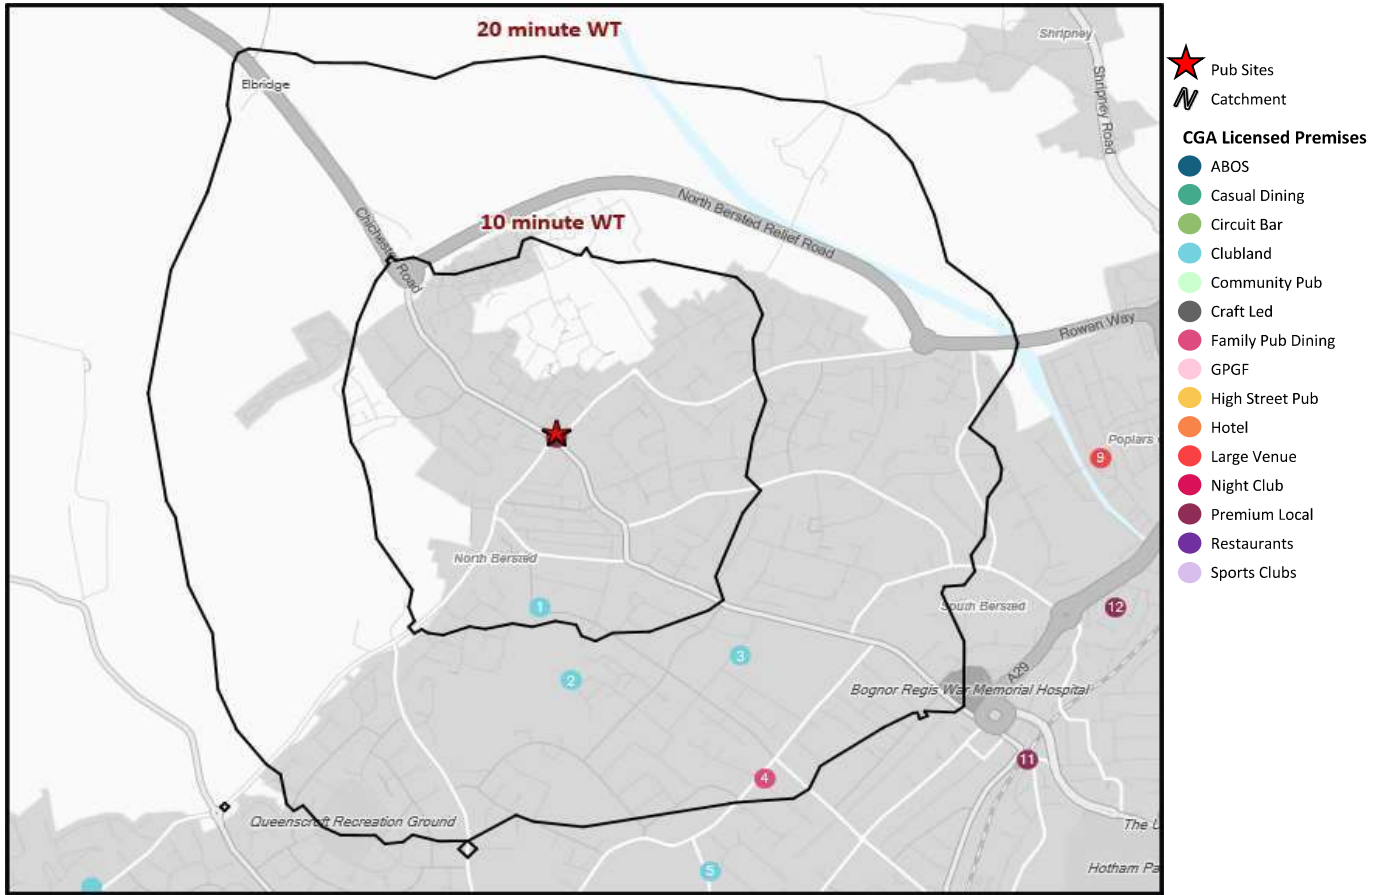 20 minute WT
Shripney
Shripney Road
Elbridge
10 minute WT
North Bersted Relief Road
Chichester Road
Rowan Way
Poplars
9
North Bersted
1
South Bersted
12
3
2
A29
Bognor Regis War Memorial Hospital
11
4
Queenscroft Recreation Ground
The U
5
Hotham Pa
Pub Sites
Catchment
CGA Licensed Premises
ABOS
Casual Dining
Circuit Bar
Clubland
Community Pub
Craft Led
Family Pub Dining
GPGF
High Street Pub
Hotel
Large Venue
Night Club
Premium Local
Restaurants
Sports Clubs